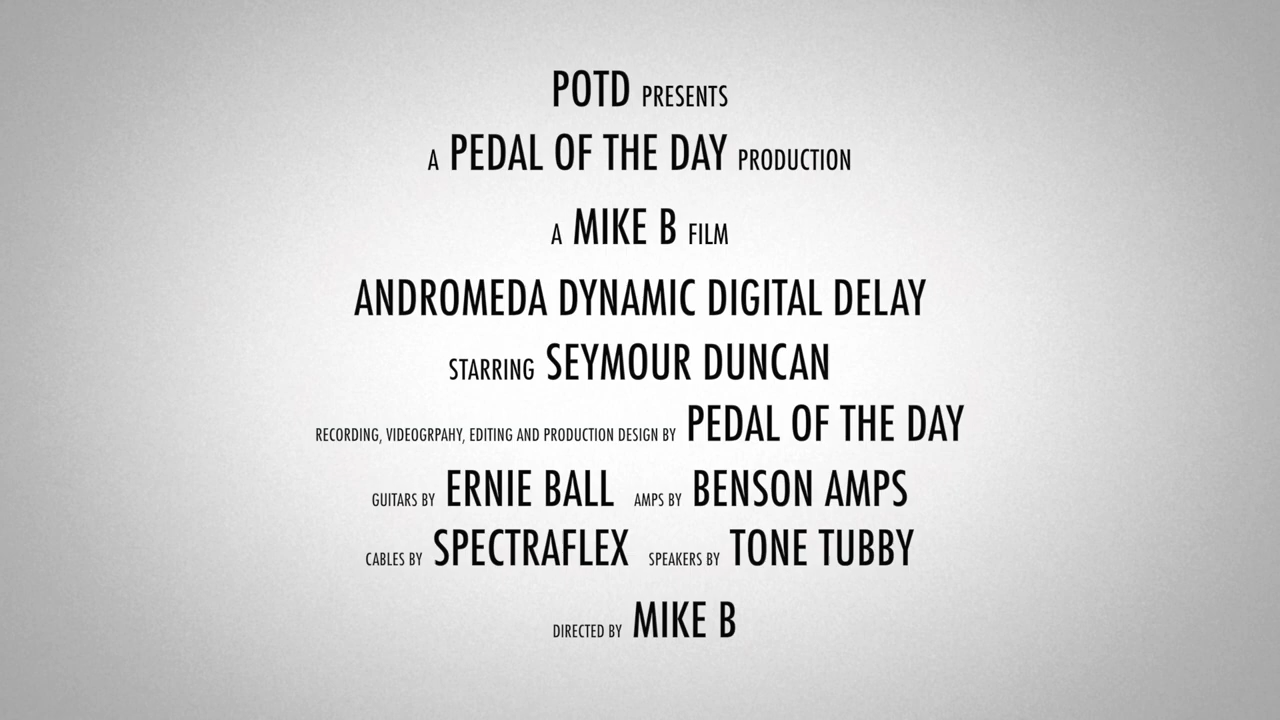 POTD PRESENTS
A PEDAL OF THE DAY PRODUCTION
A MIKE B FILM
ANDROMEDA DYNAMIC DIGITAL DELAY
STARRING SEYMOUR DUNCAN
RECORDING, VIDEOGRPAHY, EDITING AND PRODUCTION DESIGN BY PEDAL OF THE DAY
GUITARS BY ERNIE BALL AMPS BY BENSON AMPS
CABLES BY SPECTRAFLEX SPEAKERS BY TONE TUBBY
DIRECTED BY MIKE B